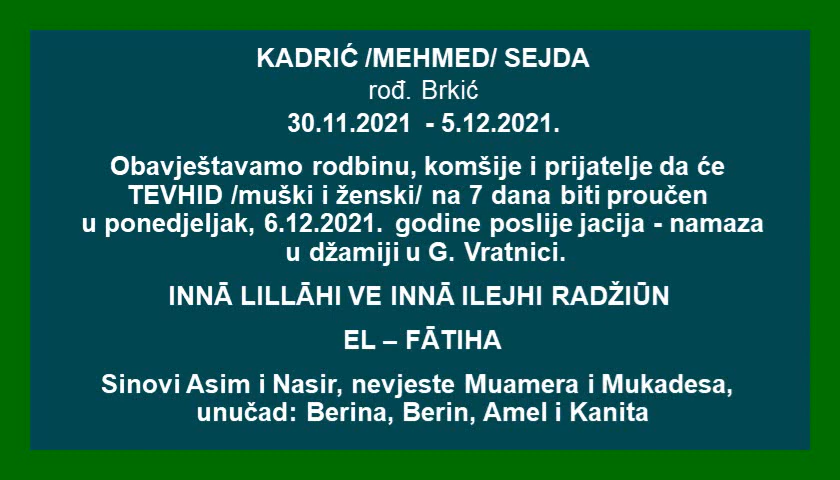 KADRIĆ /MEHMED/ SEJDA
rođ. Brkić
30.11.2021 - 5.12.2021.
Obavještavamo rodbinu, komšije i prijatelje da će
TEVHID /muški i ženski/ na 7 dana biti proučen
u ponedjeljak, 6.12.2021. godine poslije jacija - namaza
u džamiji u G. Vratnici.
INNĀ LILLĀHI VE INNĀ ILEJHI RADŽIŪN
EL – FĀTIHA
Sinovi Asim i Nasir, nevjeste Muamera i Mukadesa,
unučad: Berina, Berin, Amel i Kanita